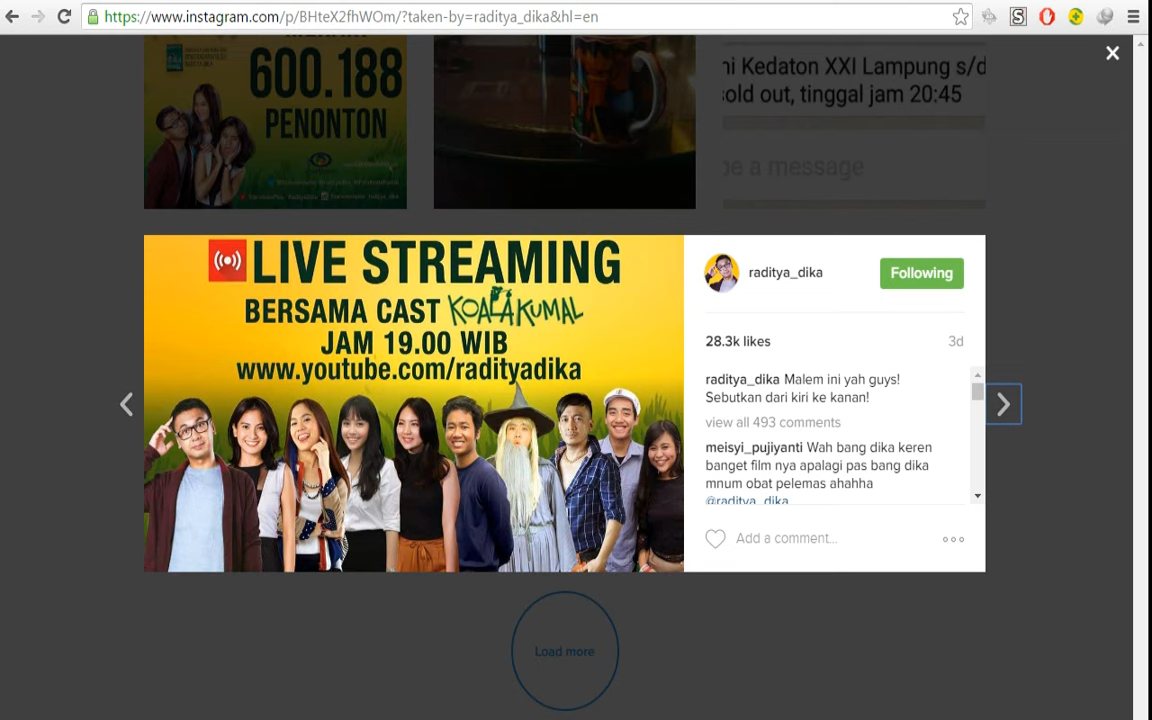 https://www.instagram.com/p/BHteX2fhWOm/?taken-by=raditya_dika&hl=en
600.188
PENONTON
ni Kedaton XXI Lampung s/d
old out, tinggal jam 20:45
pe a message
LIVE STREAMING
BERSAMA CAST KOALA KUMAL
JAM 19.00 WIB
www.youtube.com/radityadika
raditya_dika
Following
28.3k likes
3d
raditya_dika Malem ini yah guys!
Sebutkan dari kiri ke kanan!
view all 493 comments
meisyi_pujiyanti Wah bang dika keren
banget film nya apalagi pas bang dika
mnum obat pelemas ahahha
@raditya_dika
Add a comment...
Load more